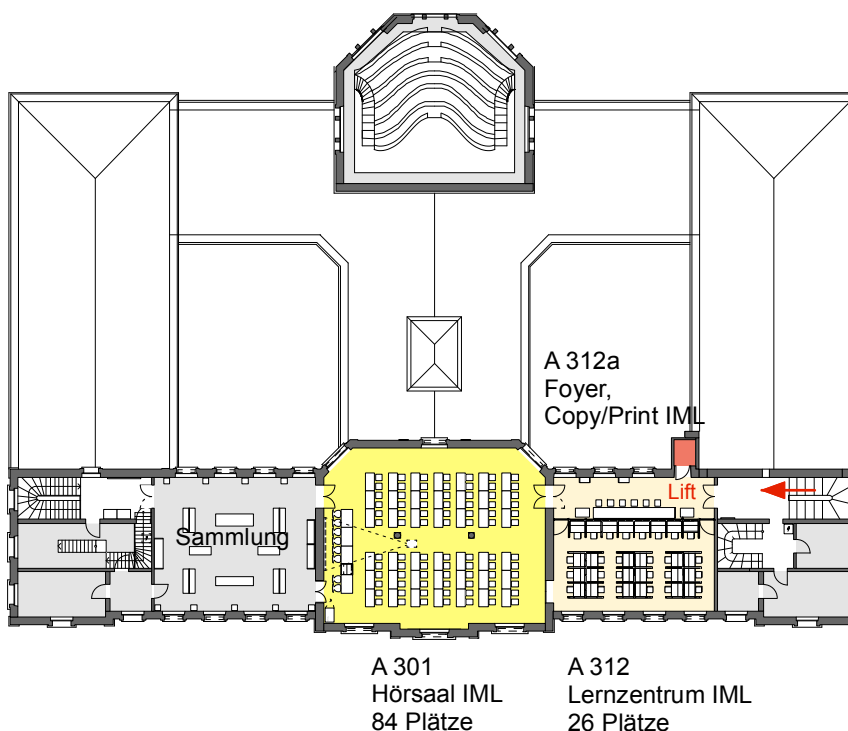 A 312a
Foyer,
Copy/Print IML
Lift
Sammlung
A 301
Hörsaal IML
84 Plätze
A 312
Lernzentrum IML
26 Plätze